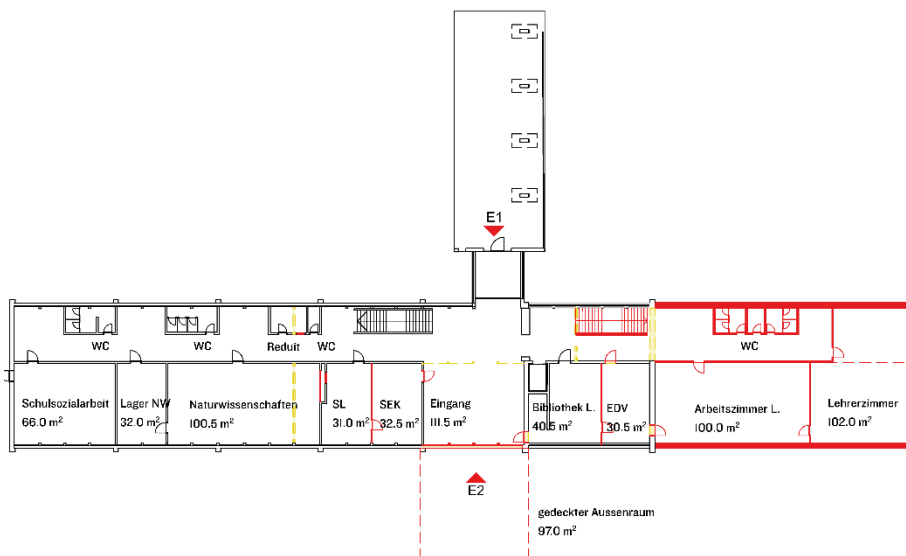 E1
WC
WC
Reduit
WC
WC
Schulsozialarbeit
66.0 m²
Lager NW
32.0 m²
Naturwissenschaften
100.5 m²
SL
31.0 m²
SEK
32.5 m²
Eingang
111.5 m²
Bibliothek L.
40.5 m²
EDV
30.5 m²
Arbeitszimmer L.
100.0 m²
Lehrerzimmer
102.0 m²
E2
gedeckter Aussenraum
97.0 m²